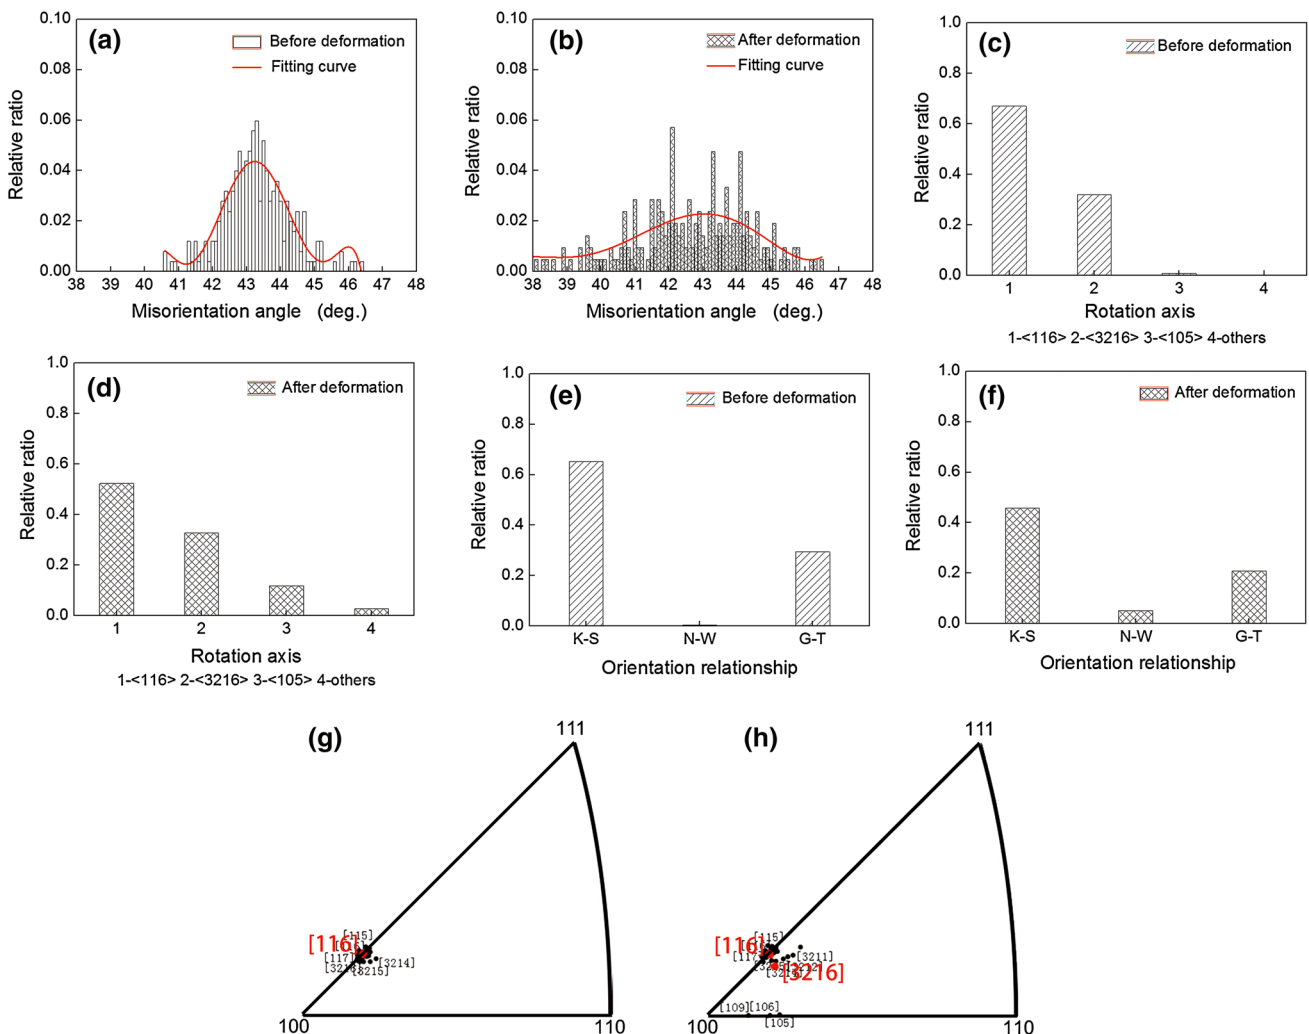 (a)
Before deformation
Fitting curve
0.10
0.08
0.06
0.04
0.02
0.00
Relative ratio
38 39 40 41 42 43 44 45 46 47 48
Misorientation angle (deg.)
(b)
After deformation
Fitting curve
0.10
0.08
0.06
0.04
0.02
0.00
Relative ratio
38 39 40 41 42 43 44 45 46 47 48
Misorientation angle (deg.)
(c)
Before deformation
1.0
0.8
0.6
0.4
0.2
0.0
Relative ratio
1 2 3 4
Rotation axis
1-<116> 2-<3216> 3-<105> 4-others
(d)
After deformation
1.0
0.8
0.6
0.4
0.2
0.0
Relative ratio
1 2 3 4
Rotation axis
1-<116> 2-<3216> 3-<105> 4-others
(e)
Before deformation
1.0
0.8
0.6
0.4
0.2
0.0
Relative ratio
K-S N-W G-T
Orientation relationship
(f)
After deformation
1.0
0.8
0.6
0.4
0.2
0.0
Relative ratio
K-S N-W G-T
Orientation relationship
(g)
111
[115]
[116]
[117]
[3214]
[3215]
100
110
(h)
111
[115]
[116]
[3211]
[3216]
[109] [106]
[105]
100
110